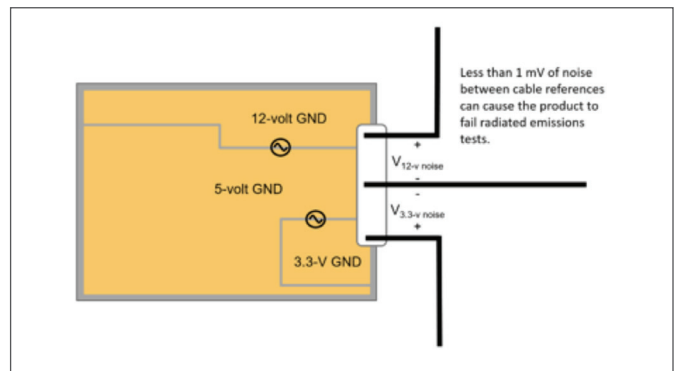 Less than 1 mV of noise
between cable references
can cause the product to
fail radiated emissions
tests.
12-volt GND
+
V12-v noise
-
5-volt GND
-
V3.3-v noise
+
3.3-V GND